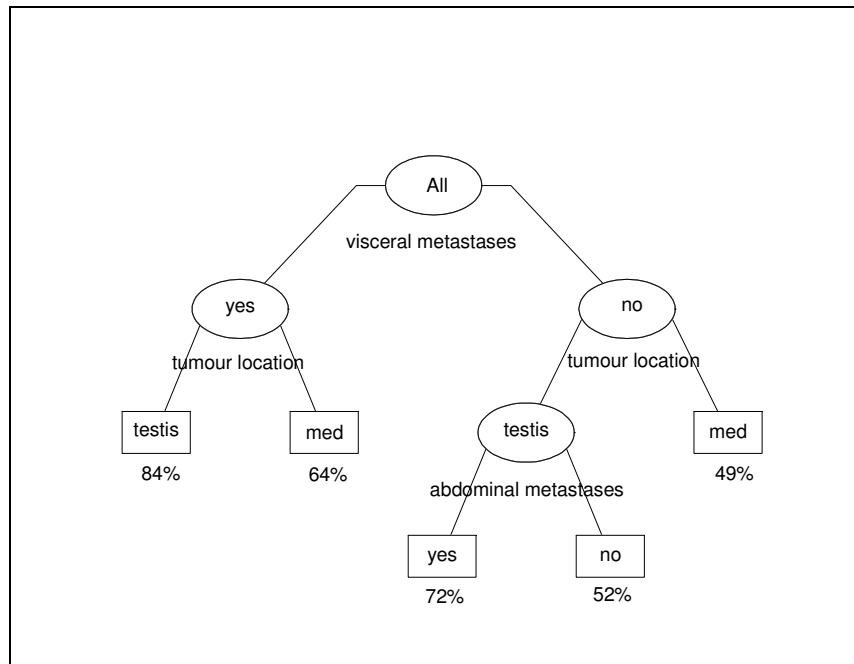 All
visceral metastases
yes
no
tumour location
tumour location
testis
med
testis
med
84%
64%
49%
abdominal metastases
yes
no
72%
52%